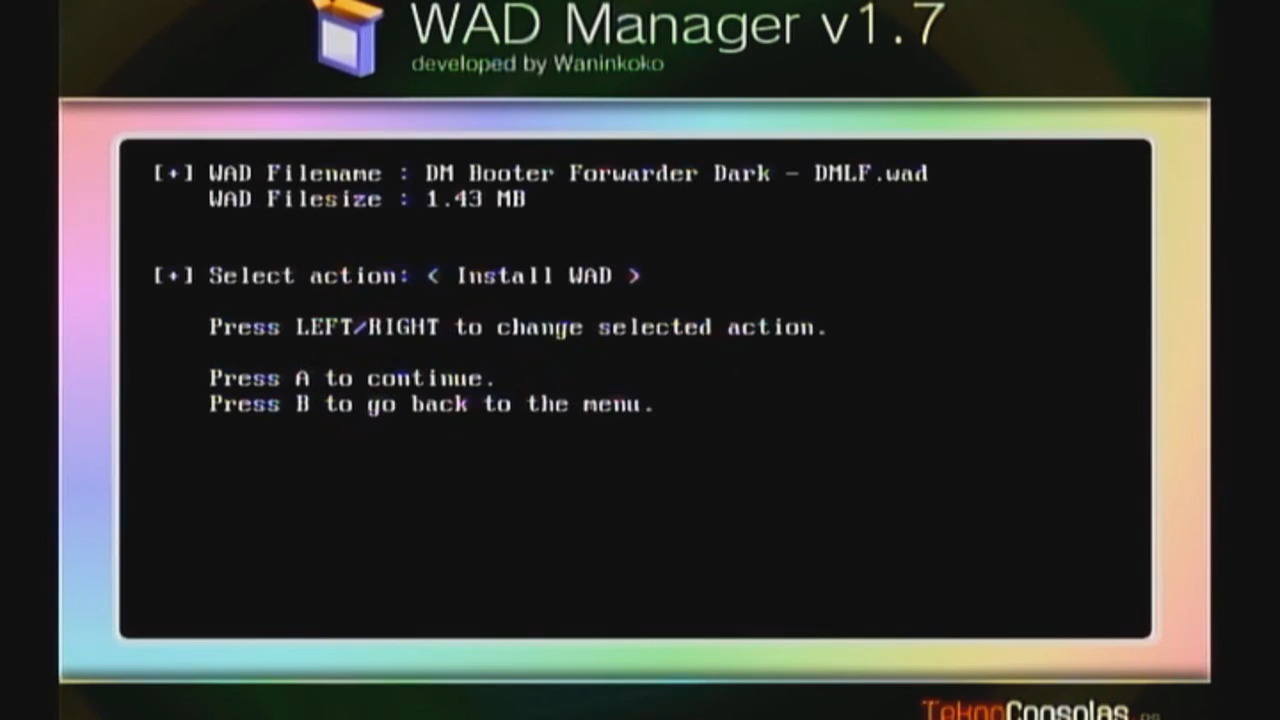 WAD Manager v1.7
developed by Waninkoko
[+] WAD Filename : DM Booter Forwarder Dark - DMLF.wad
WAD Filesize : 1.43 MB
[+] Select action: < Install WAD >
Press LEFT/RIGHT to change selected action.
Press A to continue.
Press B to go back to the menu.
TeknoConsolas